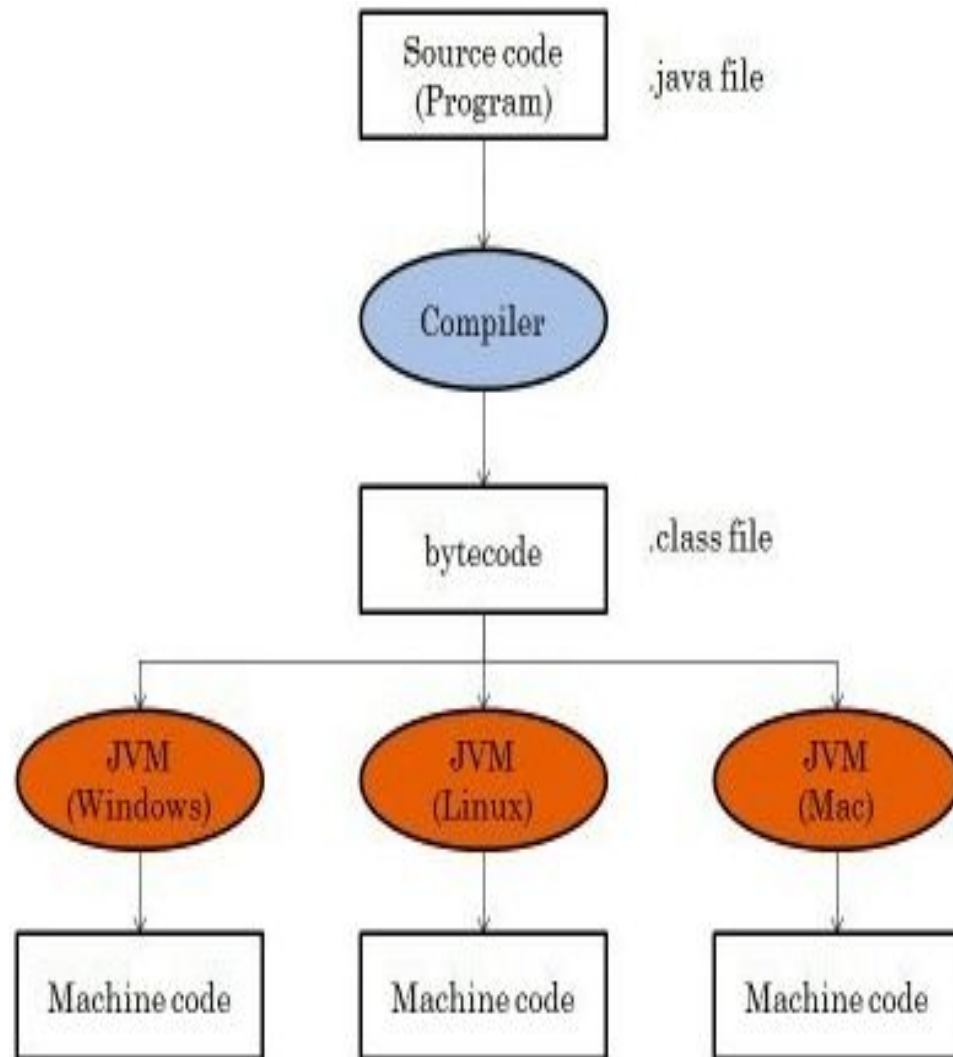 Source code
(Program)
.java file
Compiler
bytecode
.class file
JVM
(Windows)
JVM
(Linux)
JVM
(Mac)
Machine code
Machine code
Machine code